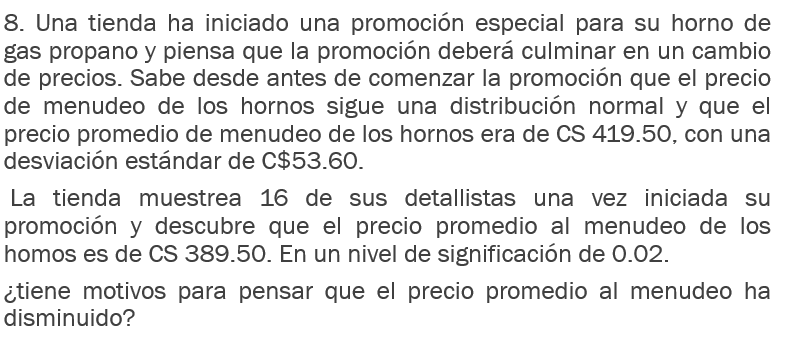 8. Una tienda ha iniciado una promoción especial para su horno de
gas propano y piensa que la promoción deberá culminar en un cambio
de precios. Sabe desde antes de comenzar la promoción que el precio
de menudeo de los hornos sigue una distribución normal y que el
precio promedio de menudeo de los hornos era de CS 419.50, con una
desviación estándar de C$53.60.
La tienda muestrea 16 de sus detallistas una vez iniciada su
promoción y descubre que el precio promedio al menudeo de los
homos es de CS 389.50. En un nivel de significación de 0.02.
¿tiene motivos para pensar que el precio promedio al menudeo ha
disminuido?